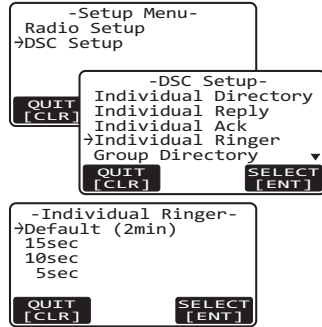 -Setup Menu-
Radio Setup
→DSC Setup
QUIT
[CLR]
-DSC Setup-
Individual Directory
Individual Reply
Individual Ack
→Individual Ringer
Group Directory ▼
QUIT SELECT
[CLR] [ENT]
-Individual Ringer-
→Default (2min)
15sec
10sec
5sec
QUIT SELECT
[CLR] [ENT]